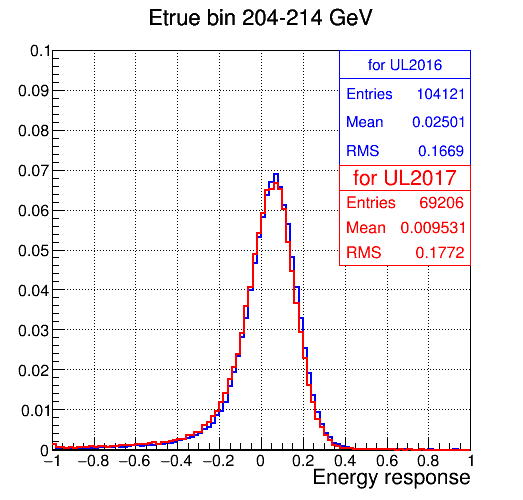 Etrue bin 204-214 GeV
for UL2016
Entries 104121
Mean 0.02501
RMS 0.1669
for UL2017
Entries 69206
Mean 0.009531
RMS 0.1772
0.1
0.09
0.08
0.07
0.06
0.05
0.04
0.03
0.02
0.01
0
−1 −0.8 −0.6 −0.4 −0.2 0 0.2 0.4 0.6 0.8 1
Energy response